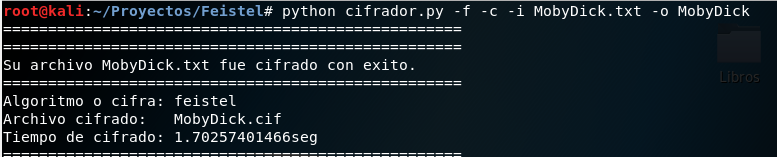 root@kali:~/Proyectos/Feistel# python cifrador.py -f -c -i MobyDick.txt -o MobyDick
===================================================
===================================================
Su archivo MobyDick.txt fue cifrado con exito.
===================================================
Algoritmo o cifra: feistel
Archivo cifrado:   MobyDick.cif
Tiempo de cifrado: 1.70257401466seg
===================================================
Libros